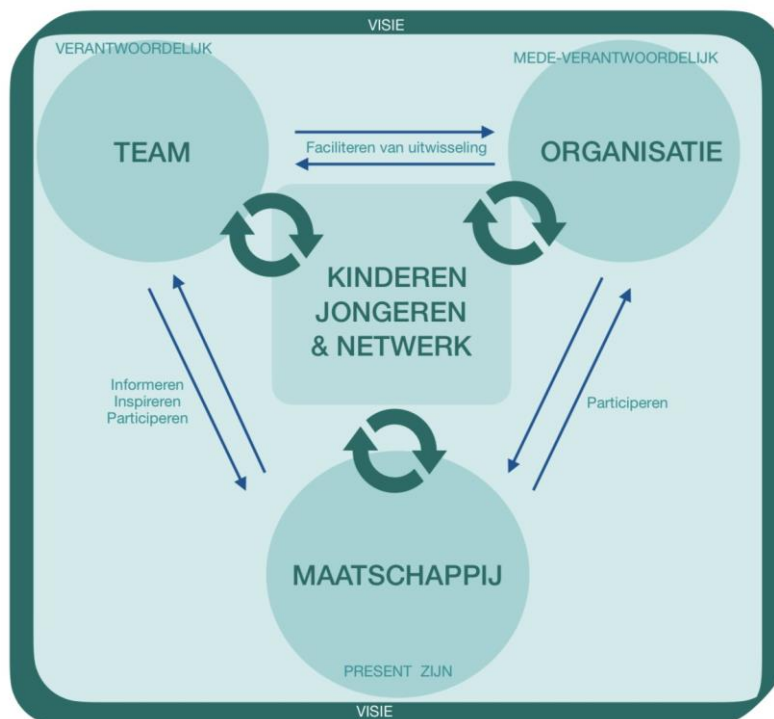 VISIE
VERANTWOORDELIJK
MEDE-VERANTWOORDELIJK
TEAM
Faciliteren van uitwisseling
ORGANISATIE
KINDEREN
JONGEREN
& NETWERK
Informeren
Inspireren
Participeren
Participeren
MAATSCHAPPIJ
PRESENT ZIJN
VISIE